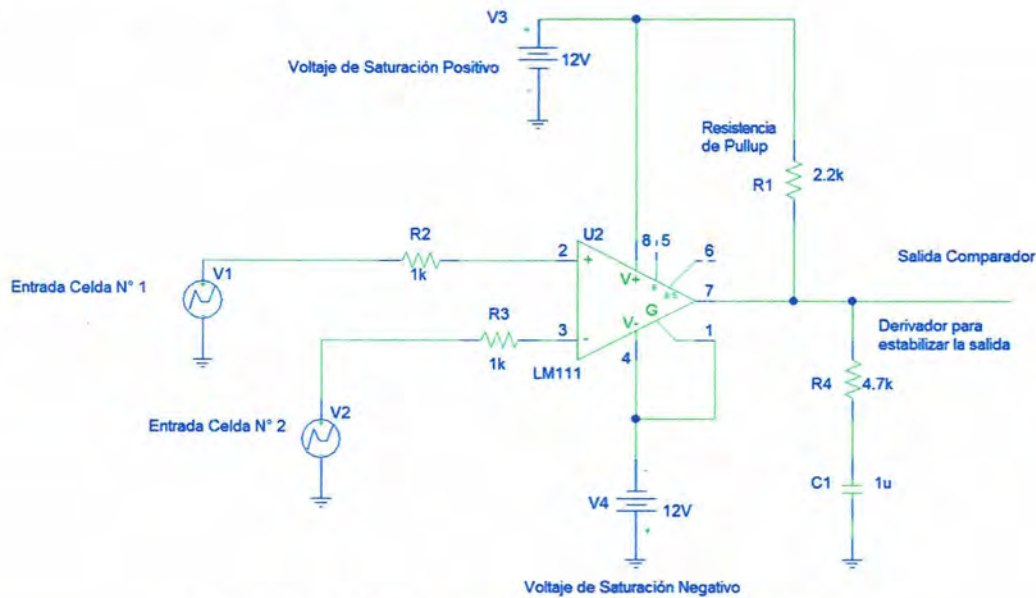 V3
12V
Voltaje de Saturación Positivo
Resistencia
de Pullup
R1
2.2k
R2
1k
U2
2
+
8
5
6
V+
7
Salida Comparador
Entrada Celda N° 1
V1
R3
1k
3
-
V-
G
1
4
LM111
Derivador para
estabilizar la salida
R4
4.7k
Entrada Celda N° 2
V2
V4
12V
C1
1u
Voltaje de Saturación Negativo